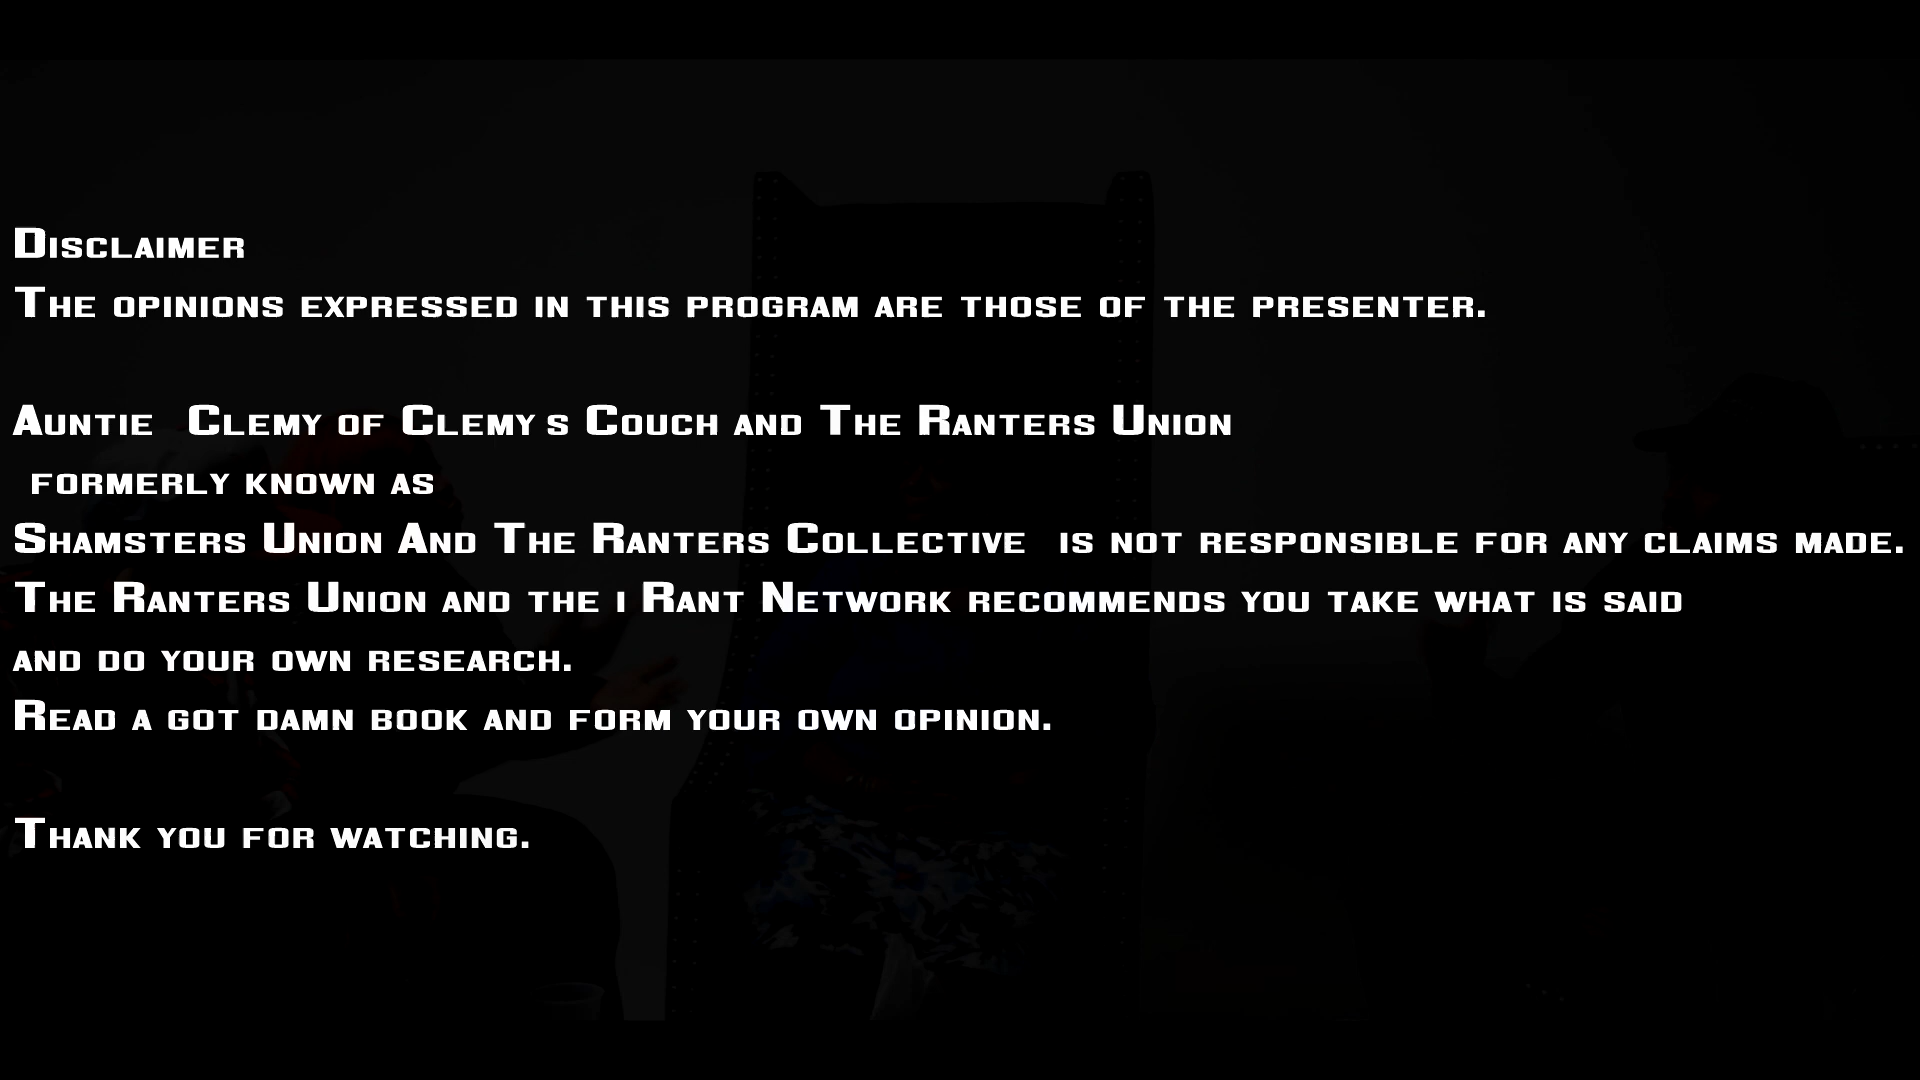 Disclaimer
The opinions expressed in this program are those of the presenter.
Auntie Clemy of Clemy s Couch and The Ranters Union
formerly known as
Shamsters Union And The Ranters Collective is not responsible for any claims made.
The Ranters Union and the i Rant Network recommends you take what is said
and do your own research.
Read a got damn book and form your own opinion.
Thank you for watching.